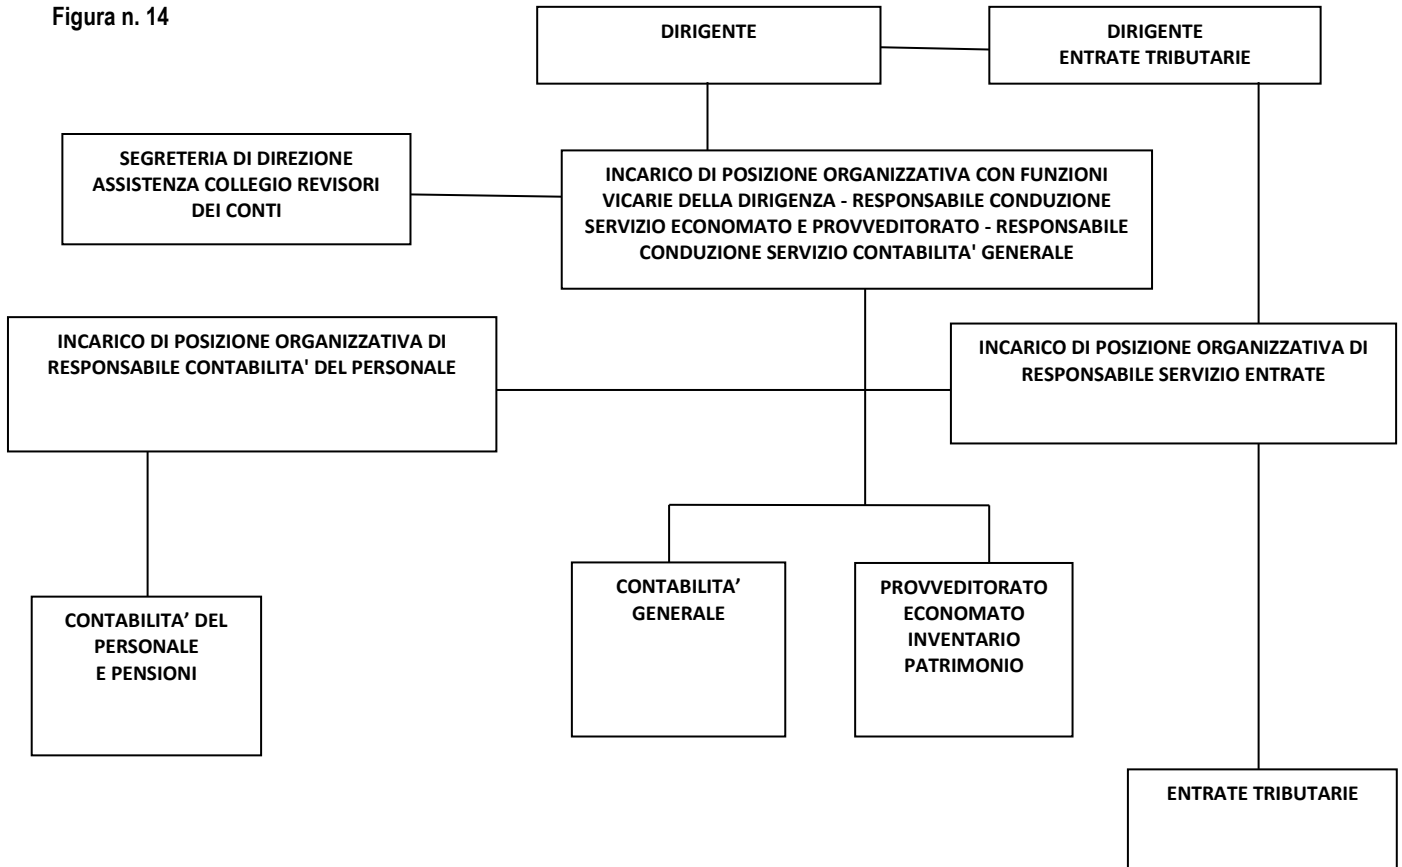 Figura n. 14
DIRIGENTE
DIRIGENTE
ENTRATE TRIBUTARIE
SEGRETERIA DI DIREZIONE
ASSISTENZA COLLEGIO REVISORI
DEI CONTI
INCARICO DI POSIZIONE ORGANIZZATIVA CON FUNZIONI
VICARIE DELLA DIRIGENZA - RESPONSABILE CONDUZIONE
SERVIZIO ECONOMATO E PROVVEDITORATO - RESPONSABILE
CONDUZIONE SERVIZIO CONTABILITA' GENERALE
INCARICO DI POSIZIONE ORGANIZZATIVA DI
RESPONSABILE CONTABILITA' DEL PERSONALE
INCARICO DI POSIZIONE ORGANIZZATIVA DI
RESPONSABILE SERVIZIO ENTRATE
CONTABILITA’ DEL
PERSONALE
E PENSIONI
CONTABILITA’
GENERALE
PROVVEDITORATO
ECONOMATO
INVENTARIO
PATRIMONIO
ENTRATE TRIBUTARIE